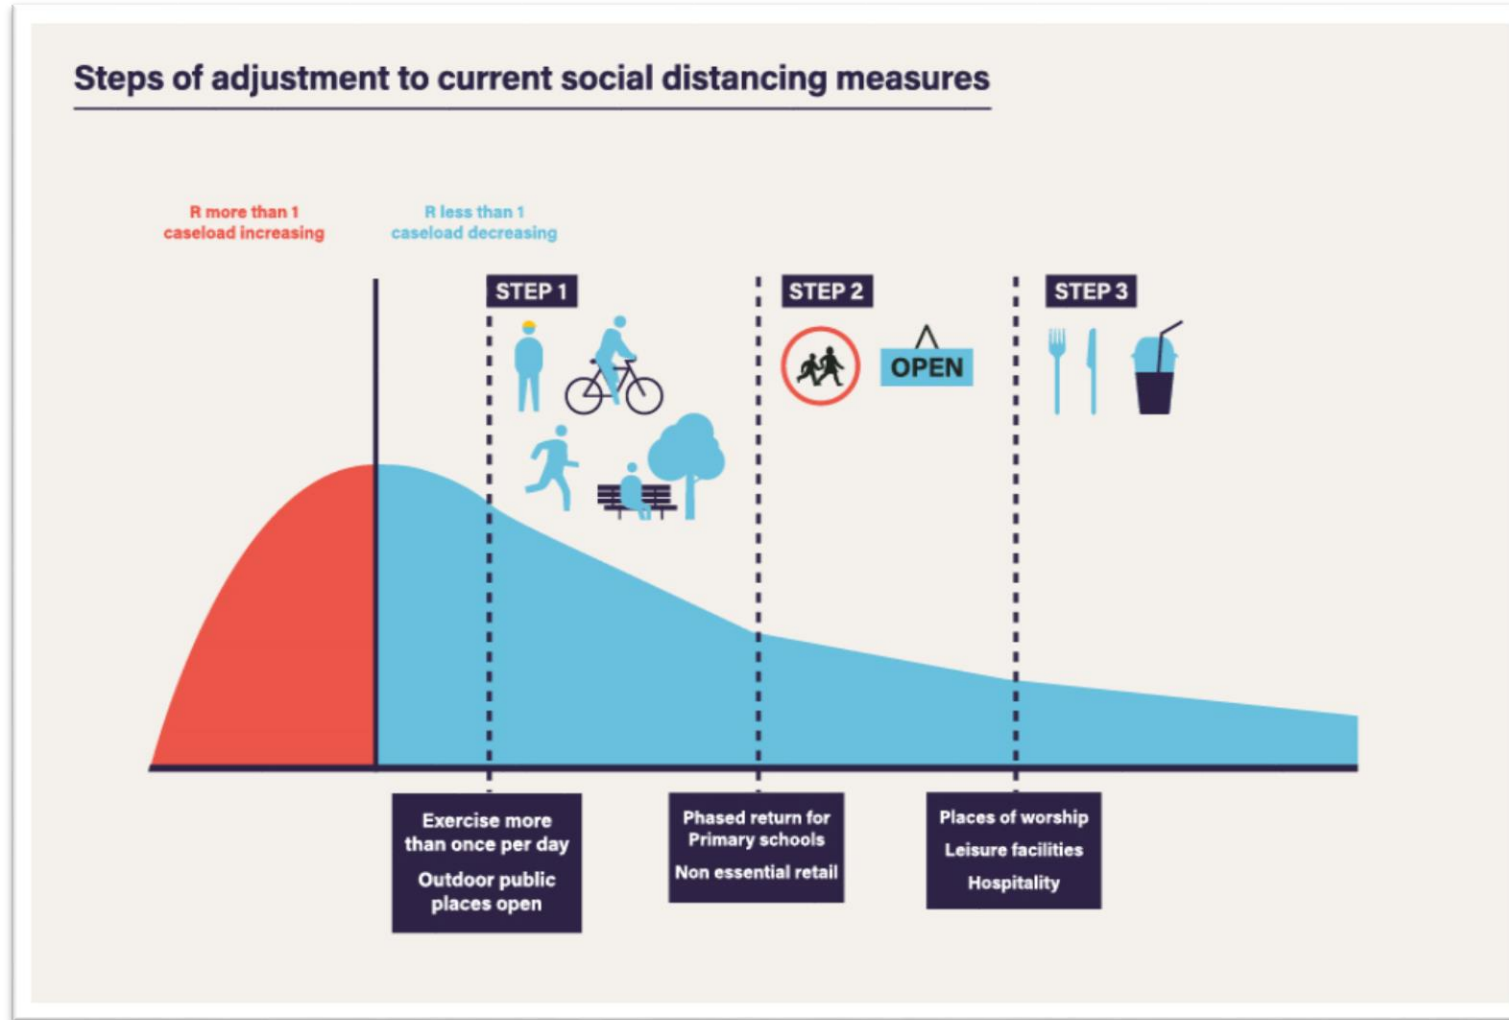 Steps of adjustment to current social distancing measures
R more than 1
caseload increasing
R less than 1
caseload decreasing
STEP 1
STEP 2
STEP 3
OPEN
Exercise more
than once per day
Outdoor public
places open
Phased return for
Primary schools
Non essential retail
Places of worship
Leisure facilities
Hospitality